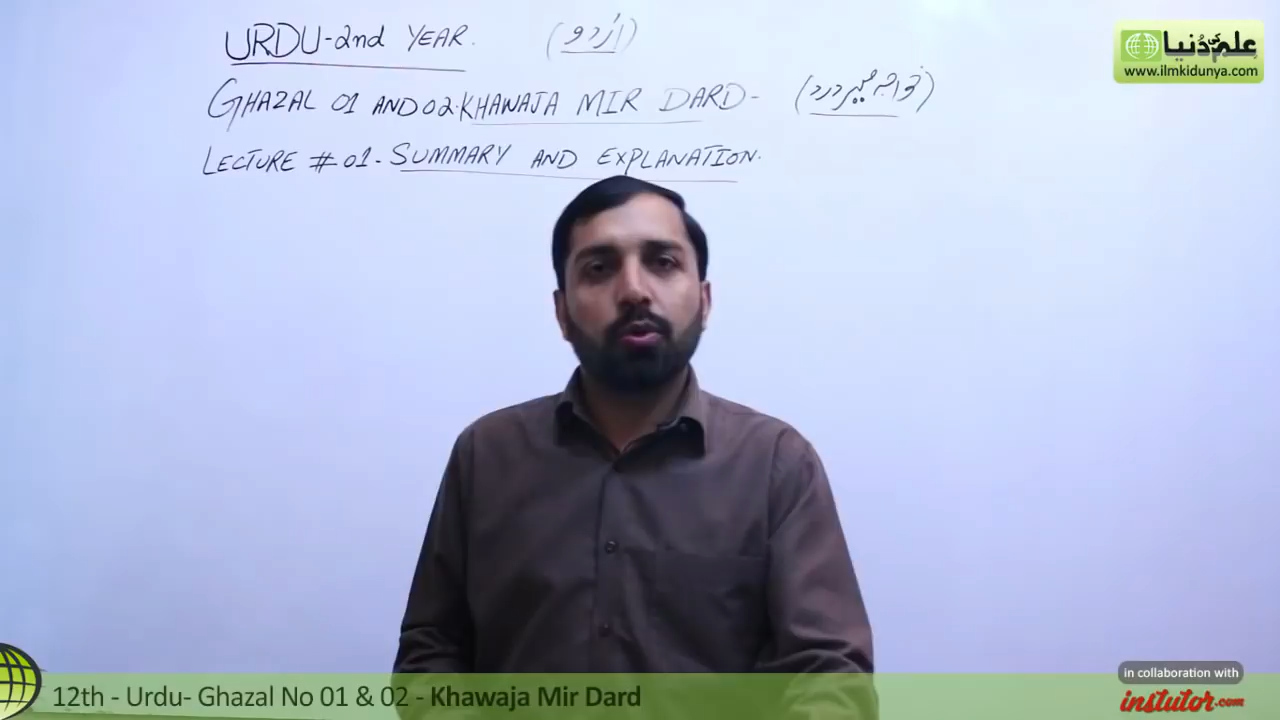 URDU-2nd YEAR. (اُردو)
GHAZAL 01 AND 02. KHAWAJA MIR DARD- (خواجہ میر درد)
LECTURE #01- SUMMARY AND EXPLANATION.
علم کی دُنیا
www.ilmkidunya.com
in collaboration with
instutor.com
12th - Urdu- Ghazal No 01 & 02 - Khawaja Mir Dard